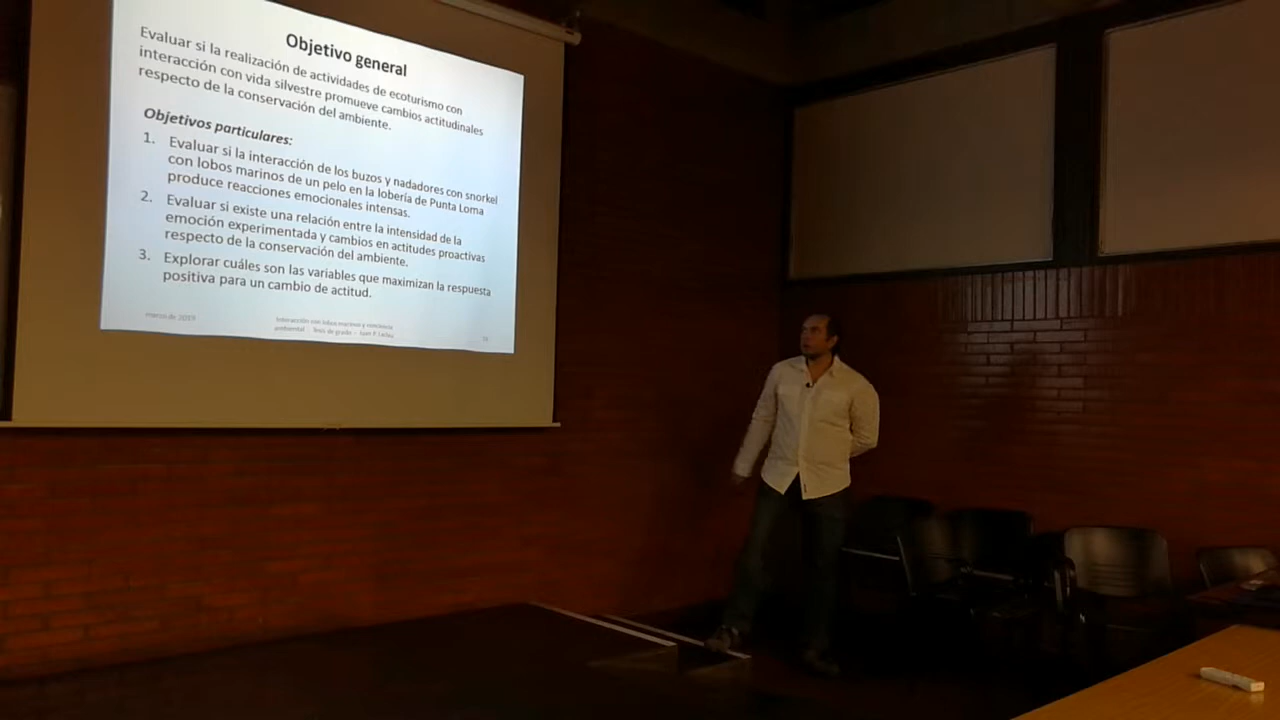 Objetivo general
Evaluar si la realización de actividades de ecoturismo con
interacción con vida silvestre promueve cambios actitudinales
respecto de la conservación del ambiente.
Objetivos particulares:
1. Evaluar si la interacción de los buzos y nadadores con snorkel
con lobos marinos de un pelo en la lobería de Punta Loma
produce reacciones emocionales intensas.
2. Evaluar si existe una relación entre la intensidad de la
emoción experimentada y cambios en actitudes proactivas
respecto de la conservación del ambiente.
3. Explorar cuáles son las variables que maximizan la respuesta
positiva para un cambio de actitud.
marzo de 2019
Interacción con lobos marinos y conciencia
ambiental Tesis de grado - Juan P.